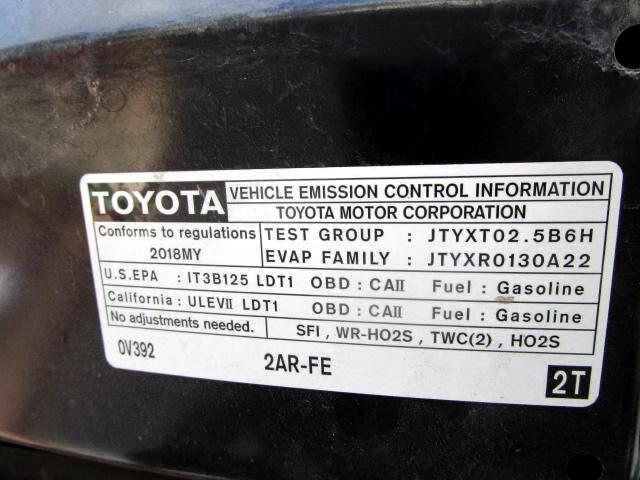 TOYOTA VEHICLE EMISSION CONTROL INFORMATION
TOYOTA MOTOR CORPORATION
Conforms to regulations
2018MY
TEST GROUP : JTYXT02.5B6H
EVAP FAMILY : JTYXR0130A22
U.S.EPA : IT3B125 LDT1 OBD : CAII Fuel : Gasoline
California : ULEVII LDT1 OBD : CAII Fuel : Gasoline
No adjustments needed. SFI , WR-HO2S , TWC(2) , HO2S
0V392
2AR-FE
2T